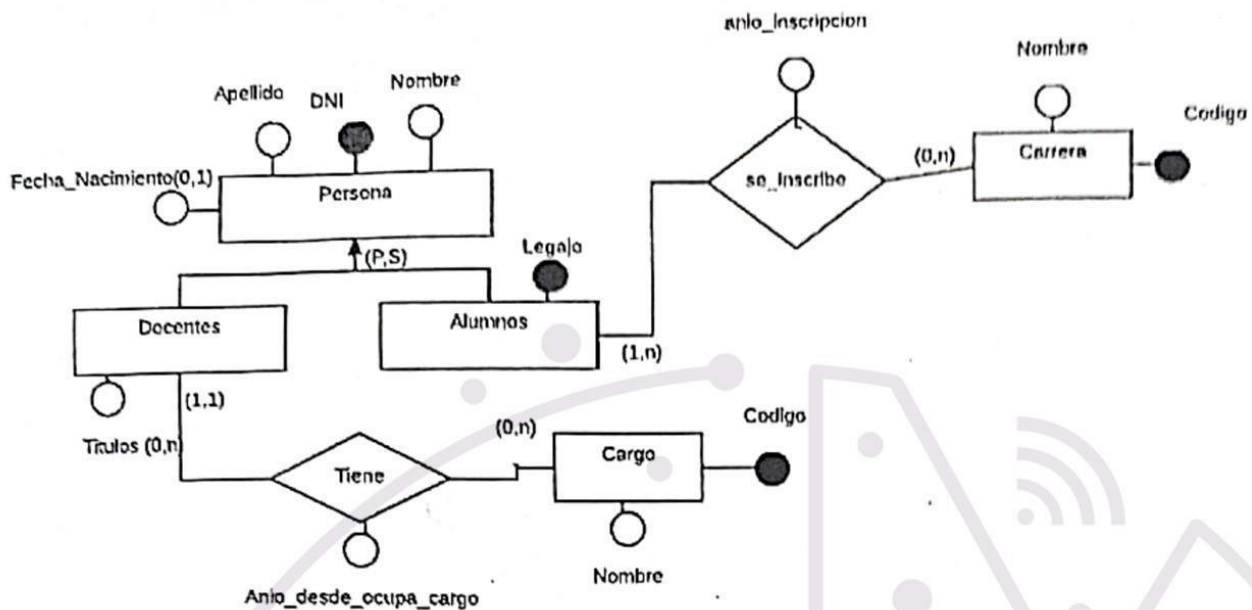 anio_Inscripcion
Nombre
Codigo
Apellido
DNI
Nombre
(0,n)
Carrera
se_Inscribe
Fecha_Nacimiento(0,1)
Persona
(P,S)
Legajo
Docentes
Alumnos
(1,n)
(1,1)
Titulos (0,n)
(0,n)
Codigo
Cargo
Tiene
Nombre
Anio_desde_ocupa_cargo